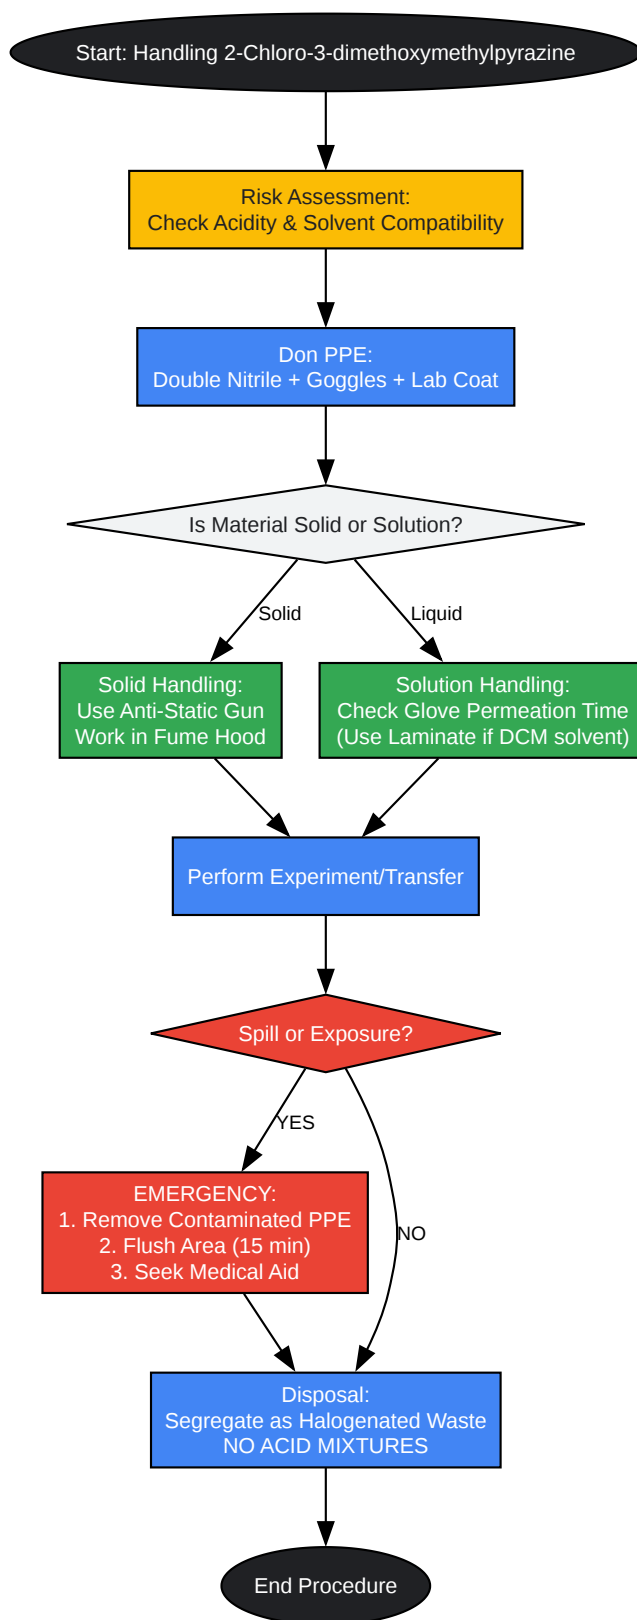 Start: Handling 2-Chloro-3-dimethoxymethylpyrazine
Risk Assessment:
Check Acidity & Solvent Compatibility
Don PPE:
Double Nitrile + Goggles + Lab Coat
Is Material Solid or Solution?
Solid
Liquid
Solid Handling:
Use Anti-Static Gun
Work in Fume Hood
Solution Handling:
Check Glove Permeation Time
(Use Laminate if DCM solvent)
Perform Experiment/Transfer
Spill or Exposure?
YES
NO
EMERGENCY:
1. Remove Contaminated PPE
2. Flush Area (15 min)
3. Seek Medical Aid
Disposal:
Segregate as Halogenated Waste
NO ACID MIXTURES
End Procedure